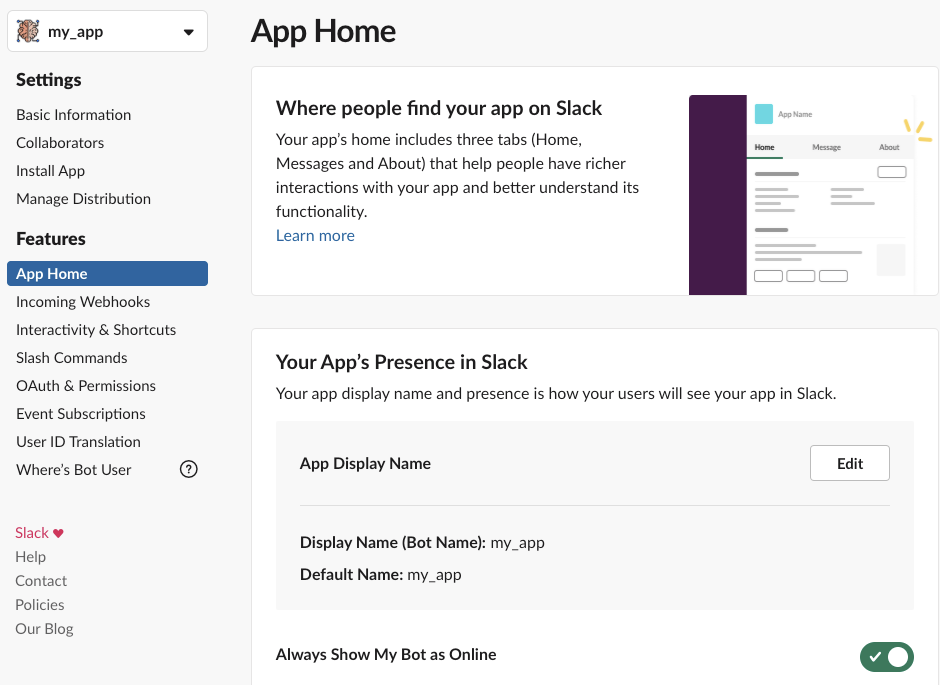 my_app
Settings
Basic Information
Collaborators
Install App
Manage Distribution
Features
App Home
Incoming Webhooks
Interactivity & Shortcuts
Slash Commands
OAuth & Permissions
Event Subscriptions
User ID Translation
Where’s Bot User
?
Slack
Help
Contact
Policies
Our Blog
App Home
Where people find your app on Slack
Your app’s home includes three tabs (Home,
Messages and About) that help people have richer
interactions with your app and better understand its
functionality.
Learn more
App Name
Home Message About
Your App’s Presence in Slack
Your app display name and presence is how your users will see your app in Slack.
App Display Name
Edit
Display Name (Bot Name): my_app
Default Name: my_app
Always Show My Bot as Online